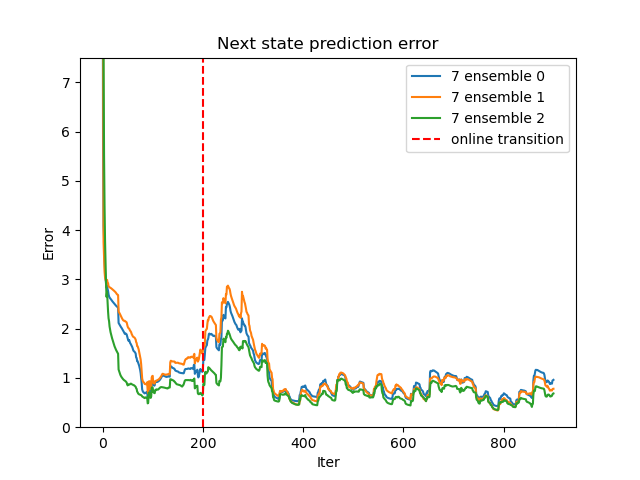 Next state prediction error
7 ensemble 0
7 ensemble 1
7 ensemble 2
online transition
Error
7
6
5
4
3
2
1
0
0 200 400 600 800
Iter